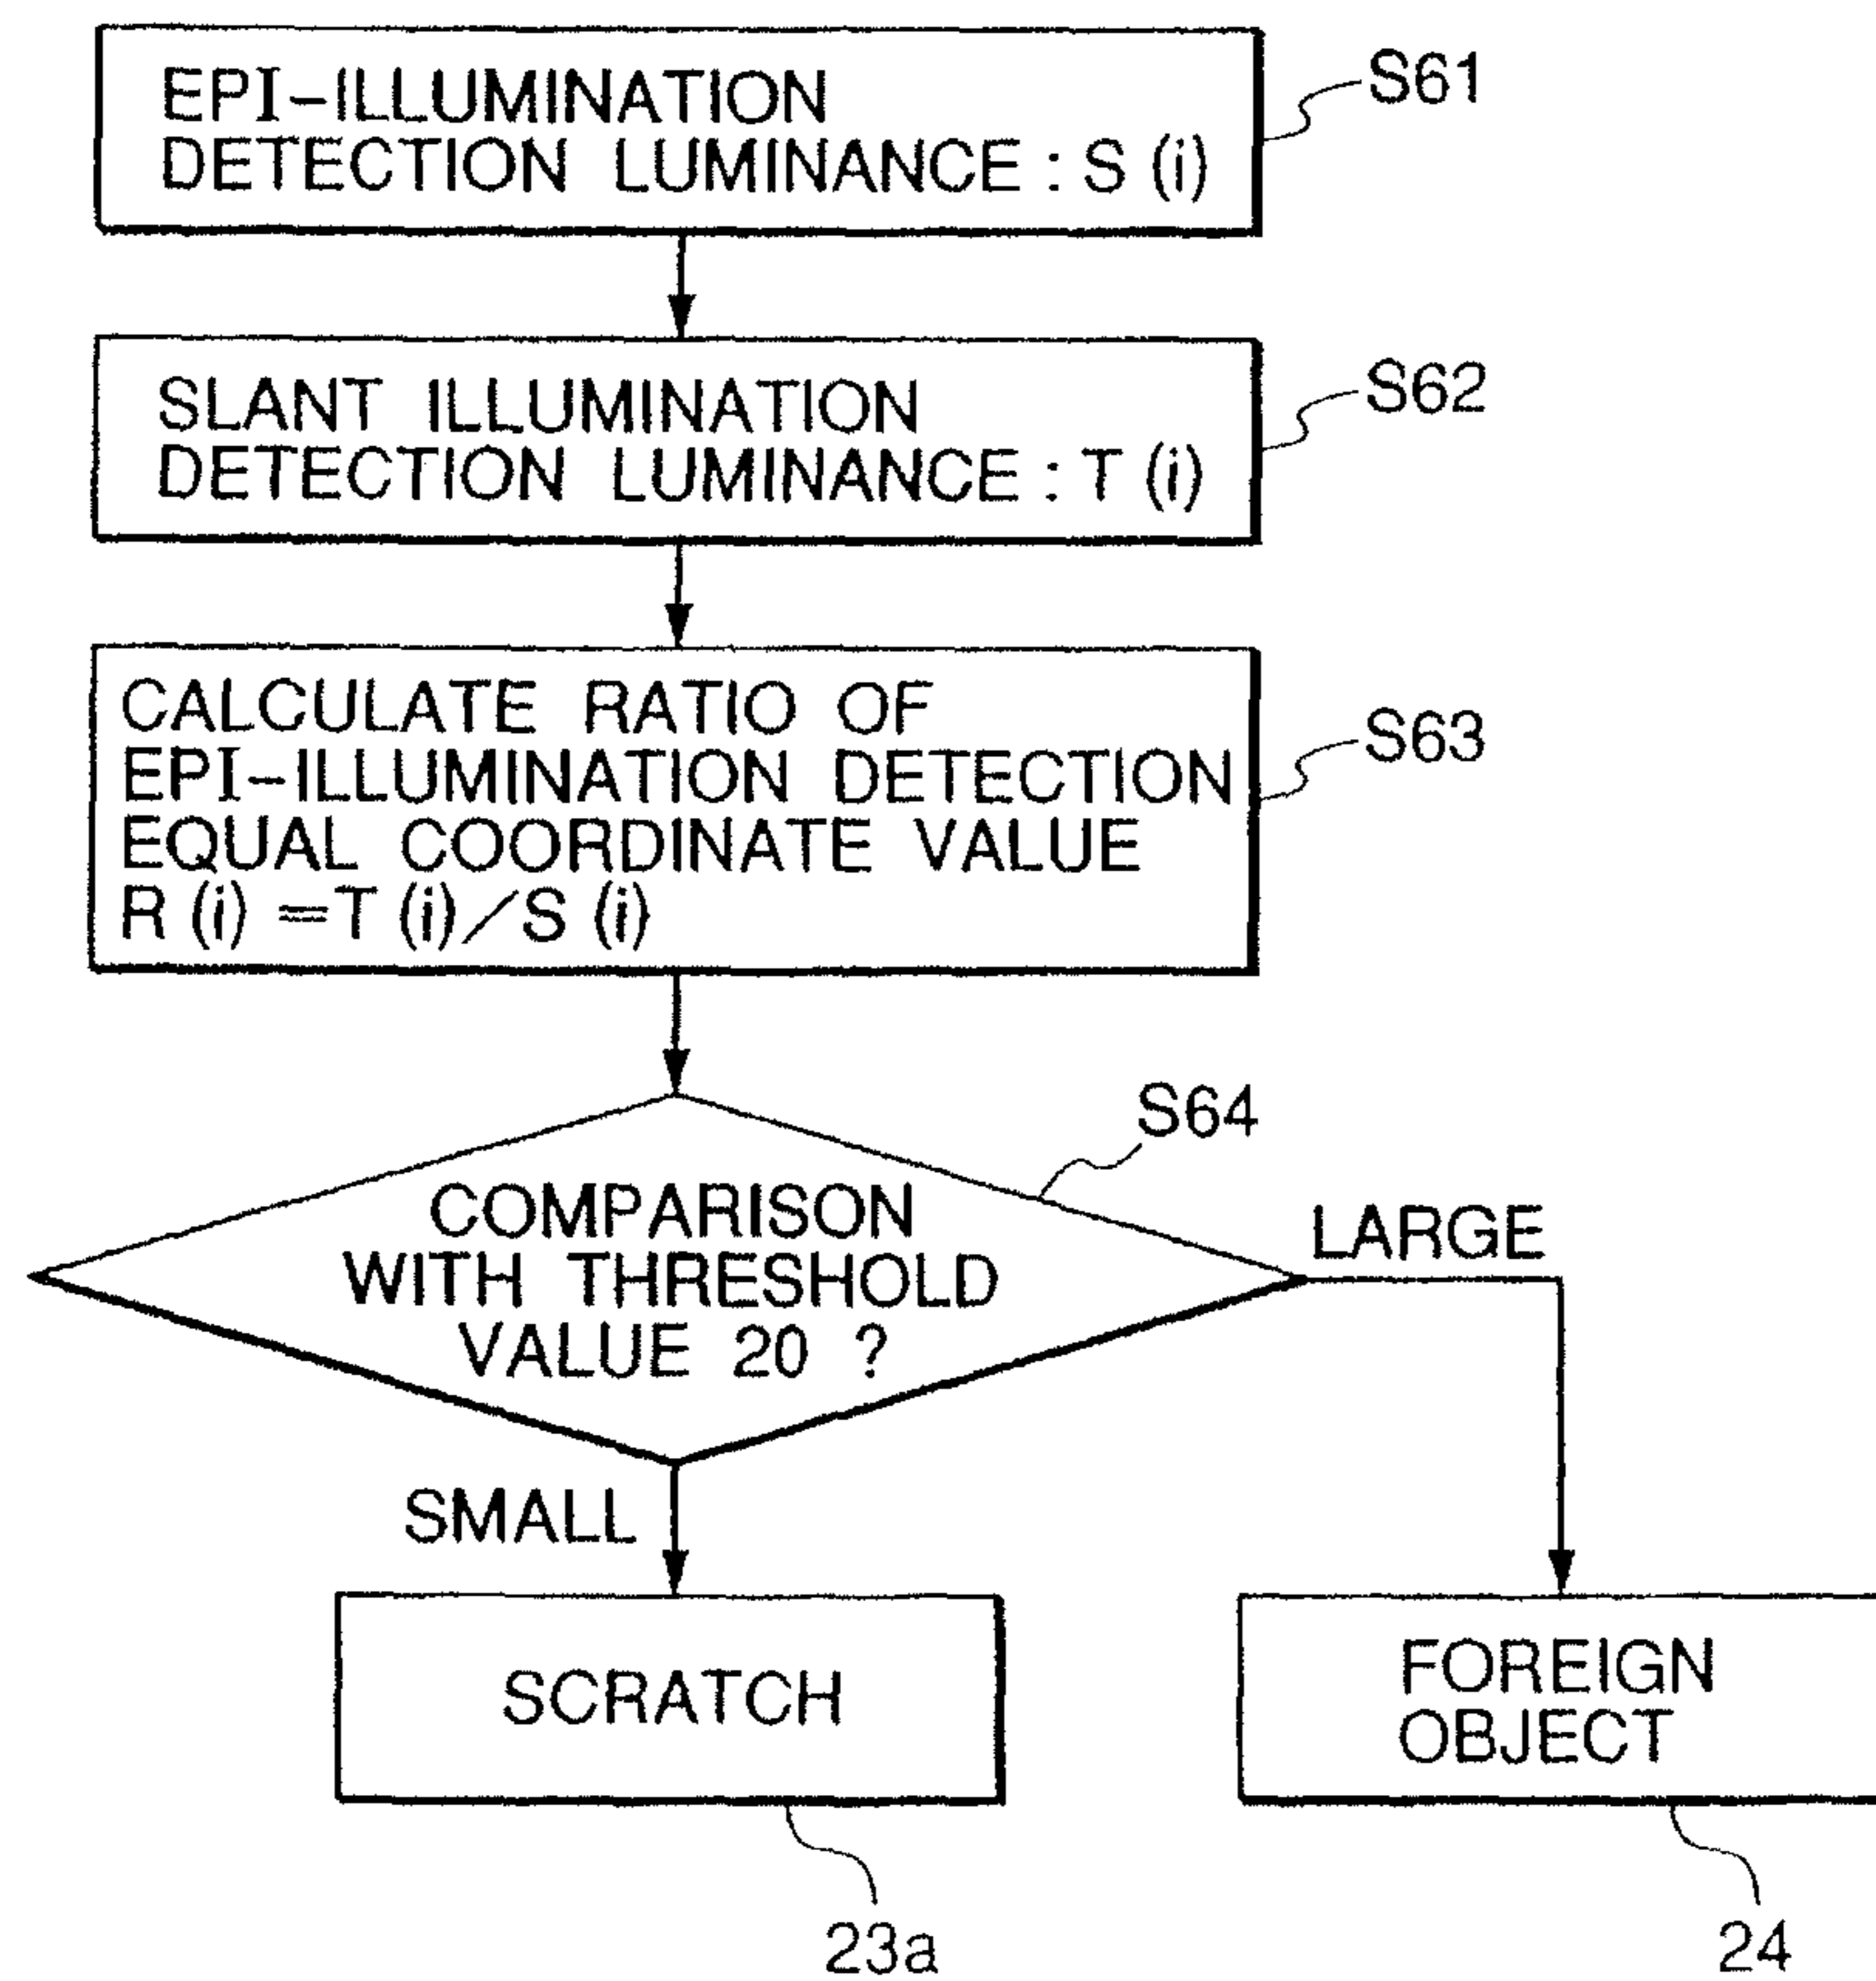 EPI-ILLUMINATION
DETECTION LUMINANCE : S (i)
S61
SLANT ILLUMINATION
DETECTION LUMINANCE : T (i)
S62
CALCULATE RATIO OF
EPI-ILLUMINATION DETECTION
EQUAL COORDINATE VALUE
R (i) =T (i)／S (i)
S63
S64
COMPARISON
WITH THRESHOLD
VALUE 20 ?
LARGE
SMALL
SCRATCH
FOREIGN
OBJECT
23a
24